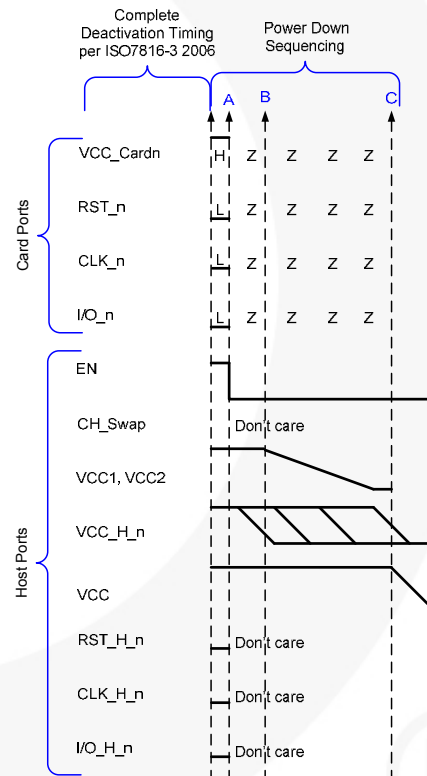 Complete
Deactivation Timing
per ISO7816-3 2006
Power Down
Sequencing
A B C
Card Ports
VCC_Cardn H Z Z Z Z
RST_n L Z Z Z Z
CLK_n L Z Z Z Z
I/O_n L Z Z Z Z
Host Ports
EN
CH_Swap Don't care
VCC1, VCC2
VCC_H_n
VCC
RST_H_n Don't care
CLK_H_n Don't care
I/O_H_n Don't care